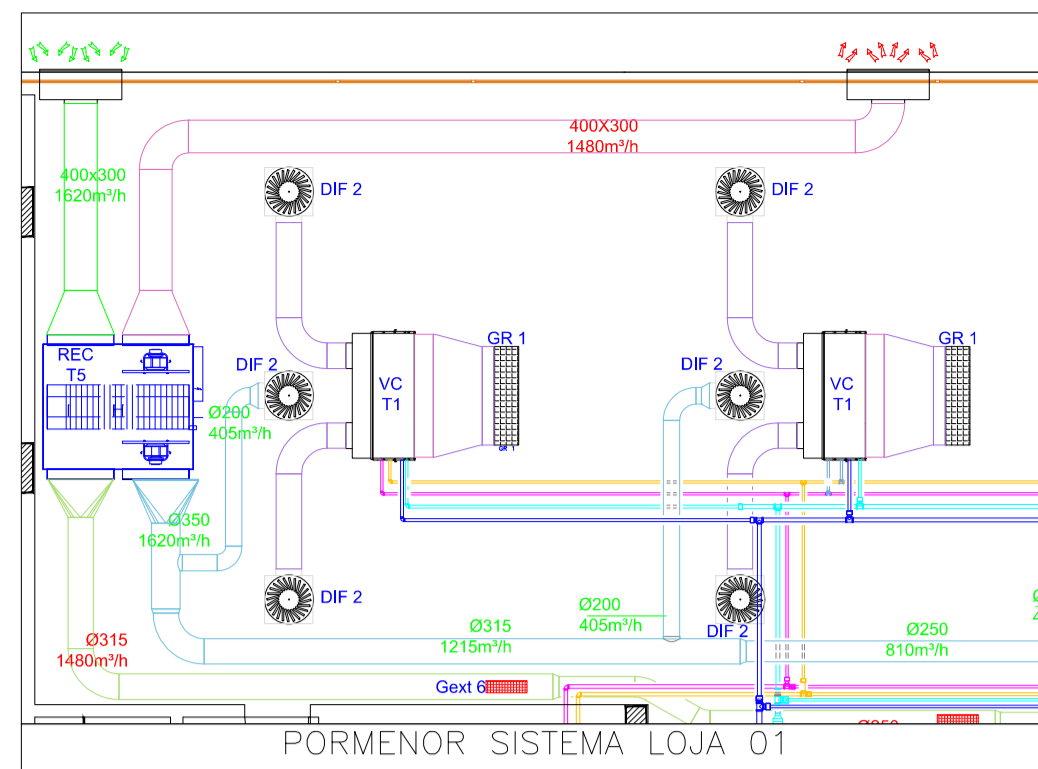 400X300
1480m³/h
400x300
1620m³/h
DIF 2
DIF 2
REC
T5
DIF 2
VC
T1
GR 1
GR 1
DIF 2
VC
T1
GR 1
Ø200
405m³/h
H
Ø350
1620m³/h
DIF 2
Ø200
405m³/h
DIF 2
Ø315
1480m³/h
Ø315
1215m³/h
Ø250
810m³/h
Gext 6
PORMENOR SISTEMA LOJA 01